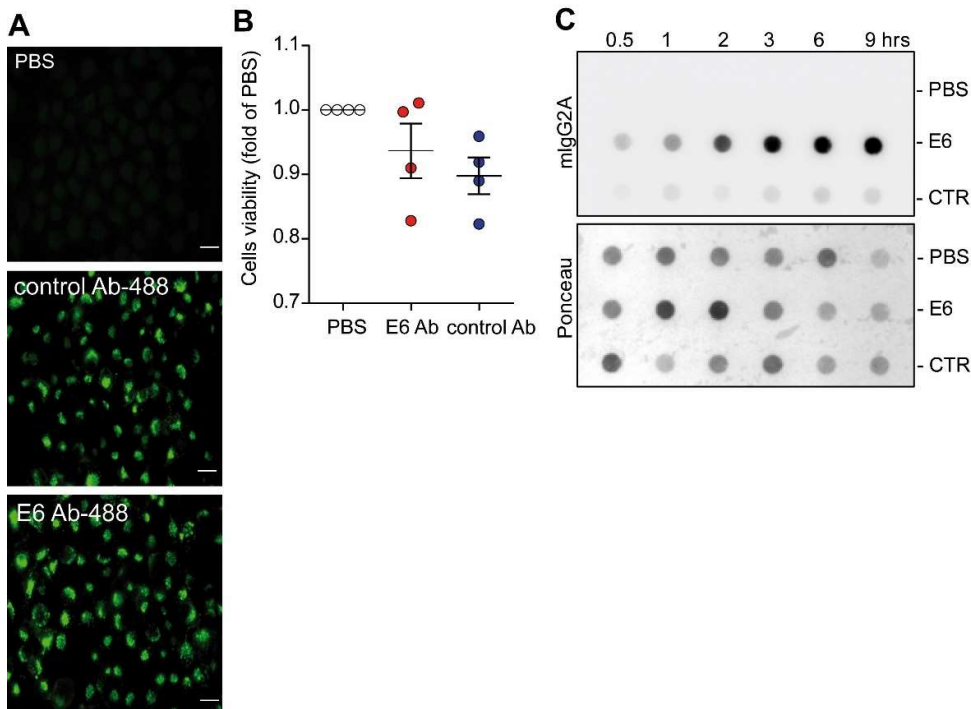 A
PBS
control Ab-488
E6 Ab-488
B
Cells viability (fold of PBS)
1.1
1.0
0.9
0.8
0.7
PBS E6 Ab control Ab
C
0.5 1 2 3 6 9 hrs
mIgG2A
- PBS
- E6
- CTR
Ponceau
- PBS
- E6
- CTR